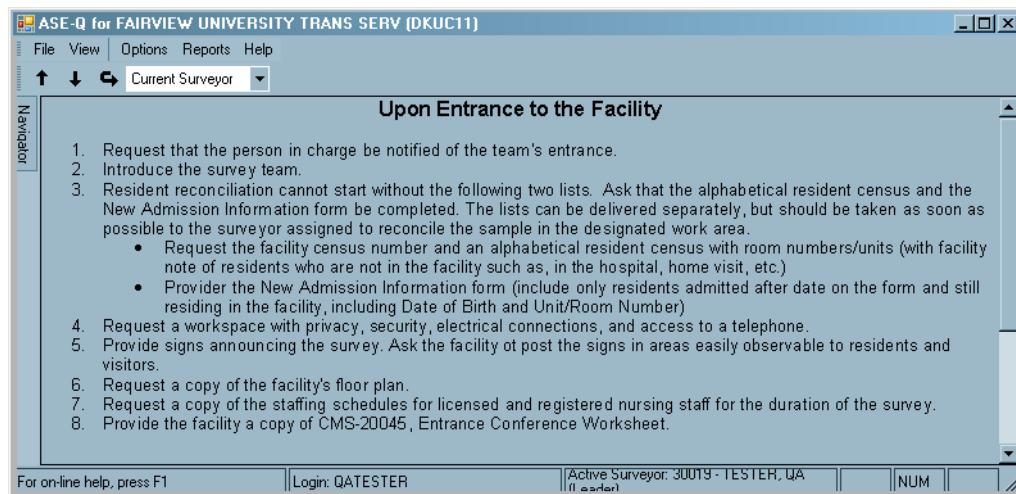 ASE-Q for FAIRVIEW UNIVERSITY TRANS SERV (DKUC11)
File View Options Reports Help
Current Surveyor
Navigator
Upon Entrance to the Facility
1. Request that the person in charge be notified of the team's entrance.
2. Introduce the survey team.
3. Resident reconciliation cannot start without the following two lists. Ask that the alphabetical resident census and the
New Admission Information form be completed. The lists can be delivered separately, but should be taken as soon as
possible to the surveyor assigned to reconcile the sample in the designated work area.
• Request the facility census number and an alphabetical resident census with room numbers/units (with facility
note of residents who are not in the facility such as, in the hospital, home visit, etc.)
• Provider the New Admission Information form (include only residents admitted after date on the form and still
residing in the facility, including Date of Birth and Unit/Room Number)
4. Request a workspace with privacy, security, electrical connections, and access to a telephone.
5. Provide signs announcing the survey. Ask the facility ot post the signs in areas easily observable to residents and
visitors.
6. Request a copy of the facility's floor plan.
7. Request a copy of the staffing schedules for licensed and registered nursing staff for the duration of the survey.
8. Provide the facility a copy of CMS-20045, Entrance Conference Worksheet.
For on-line help, press F1
Login: QATESTER
Active Surveyor: 30019 - TESTER, QA
(Leader)
NUM